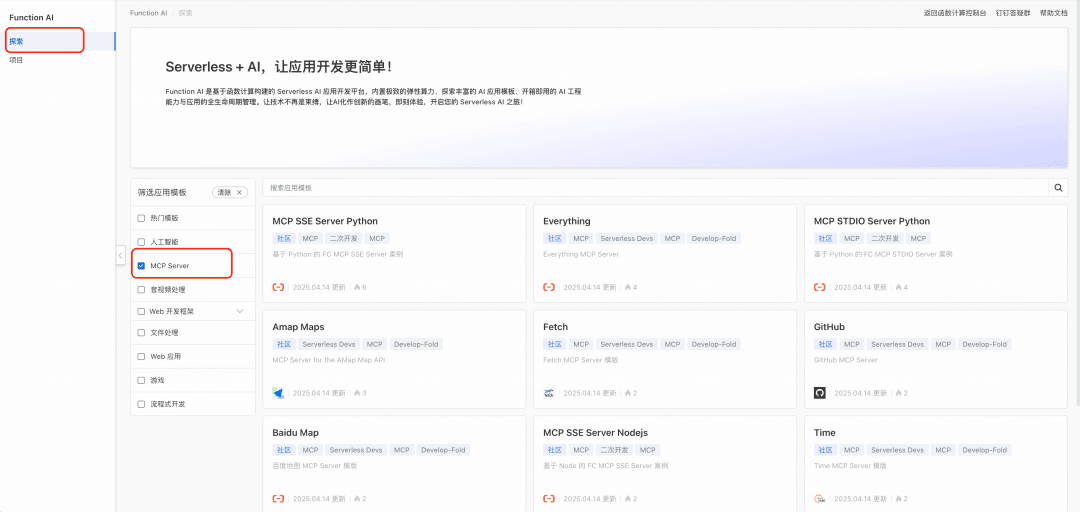 Function AI
探索
项目
Function AI / 探索
返回函数计算控制台 钉钉答疑群 帮助文档
Serverless + AI，让应用开发更简单！
Function AI 是基于函数计算构建的 Serverless AI 应用开发平台，内置极致的弹性算力、探索丰富的 AI 应用模板、开箱即用的 AI 工程
能力与应用的全生命周期管理。让技术不再是束缚，让AI化作创新的画笔，即刻体验，开启您的 Serverless AI 之旅！
筛选应用模板 清除 ×
热门模版
人工智能
MCP Server
音视频处理
Web 开发框架
文件处理
Web 应用
游戏
流程式开发
搜索应用模板
MCP SSE Server Python
社区 MCP 二次开发 MCP
基于 Python 的 FC MCP SSE Server 案例
2025.04.14 更新 6
Everything
社区 MCP Serverless Devs MCP Develop-Fold
Everything MCP Server
2025.04.14 更新 4
MCP STDIO Server Python
社区 MCP 二次开发 MCP
基于 Python 的 FC MCP STDIO Server 案例
2025.04.14 更新 4
Amap Maps
社区 Serverless Devs MCP Develop-Fold
MCP Server for the AMap Map API
2025.04.14 更新 3
Fetch
社区 MCP Serverless Devs MCP Develop-Fold
Fetch MCP Server 模版
2025.04.14 更新 2
GitHub
社区 MCP Serverless Devs MCP Develop-Fold
GitHub MCP Server
2025.04.14 更新 2
Baidu Map
社区 MCP Serverless Devs MCP Develop-Fold
百度地图 MCP Server 模版
2025.04.14 更新 2
MCP SSE Server Nodejs
社区 MCP 二次开发 MCP
基于 Node 的 FC MCP SSE Server 案例
2025.04.14 更新 2
Time
社区 MCP Serverless Devs MCP Develop-Fold
Time MCP Server 模版
2025.04.14 更新 2